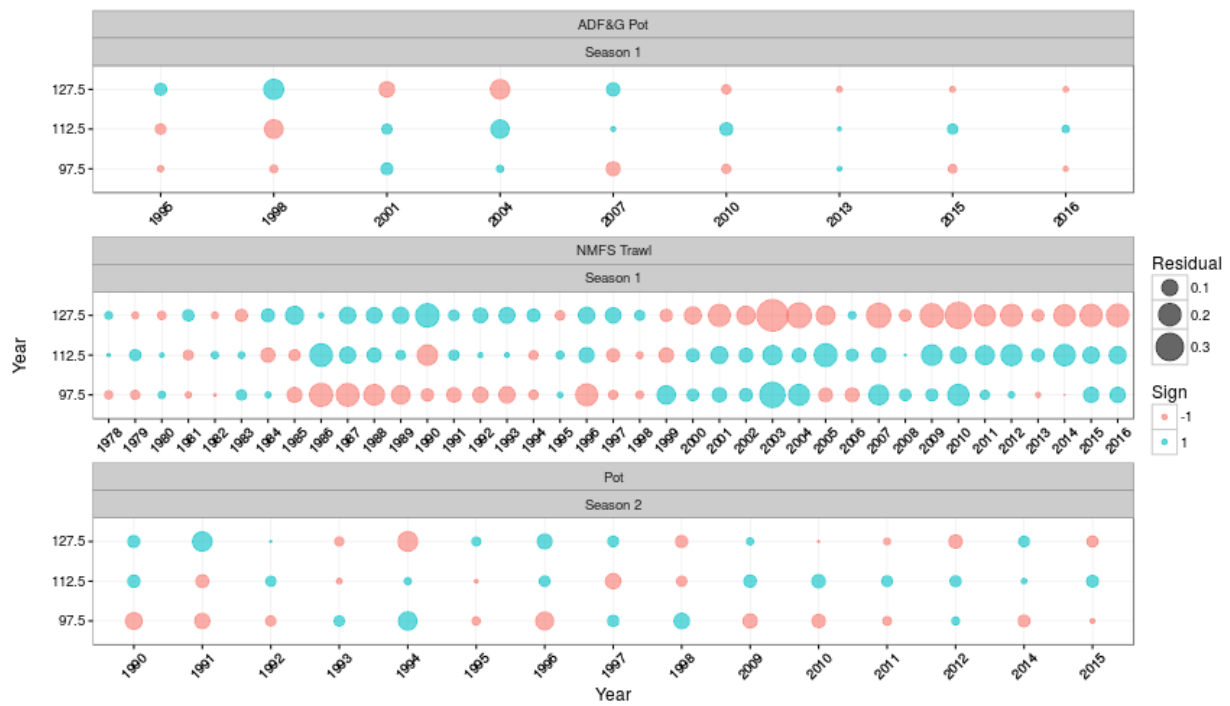 ADF&G Pot
Season 1
127.5
112.5
97.5
1995 1998 2001 2004 2007 2010 2013 2015 2016
NMFS Trawl
Season 1
127.5
112.5
97.5
1978 1979 1980 1981 1982 1983 1984 1985 1986 1987 1988 1989 1990 1991 1992 1993 1994 1995 1996 1997 1998 1999 2000 2001 2002 2003 2004 2005 2006 2007 2008 2009 2010 2011 2012 2013 2014 2015 2016
Pot
Season 2
127.5
112.5
97.5
1990 1991 1992 1993 1994 1995 1996 1997 1998 2009 2010 2011 2012 2014 2015
Year
Year
Residual
0.1
0.2
0.3
Sign
-1
1